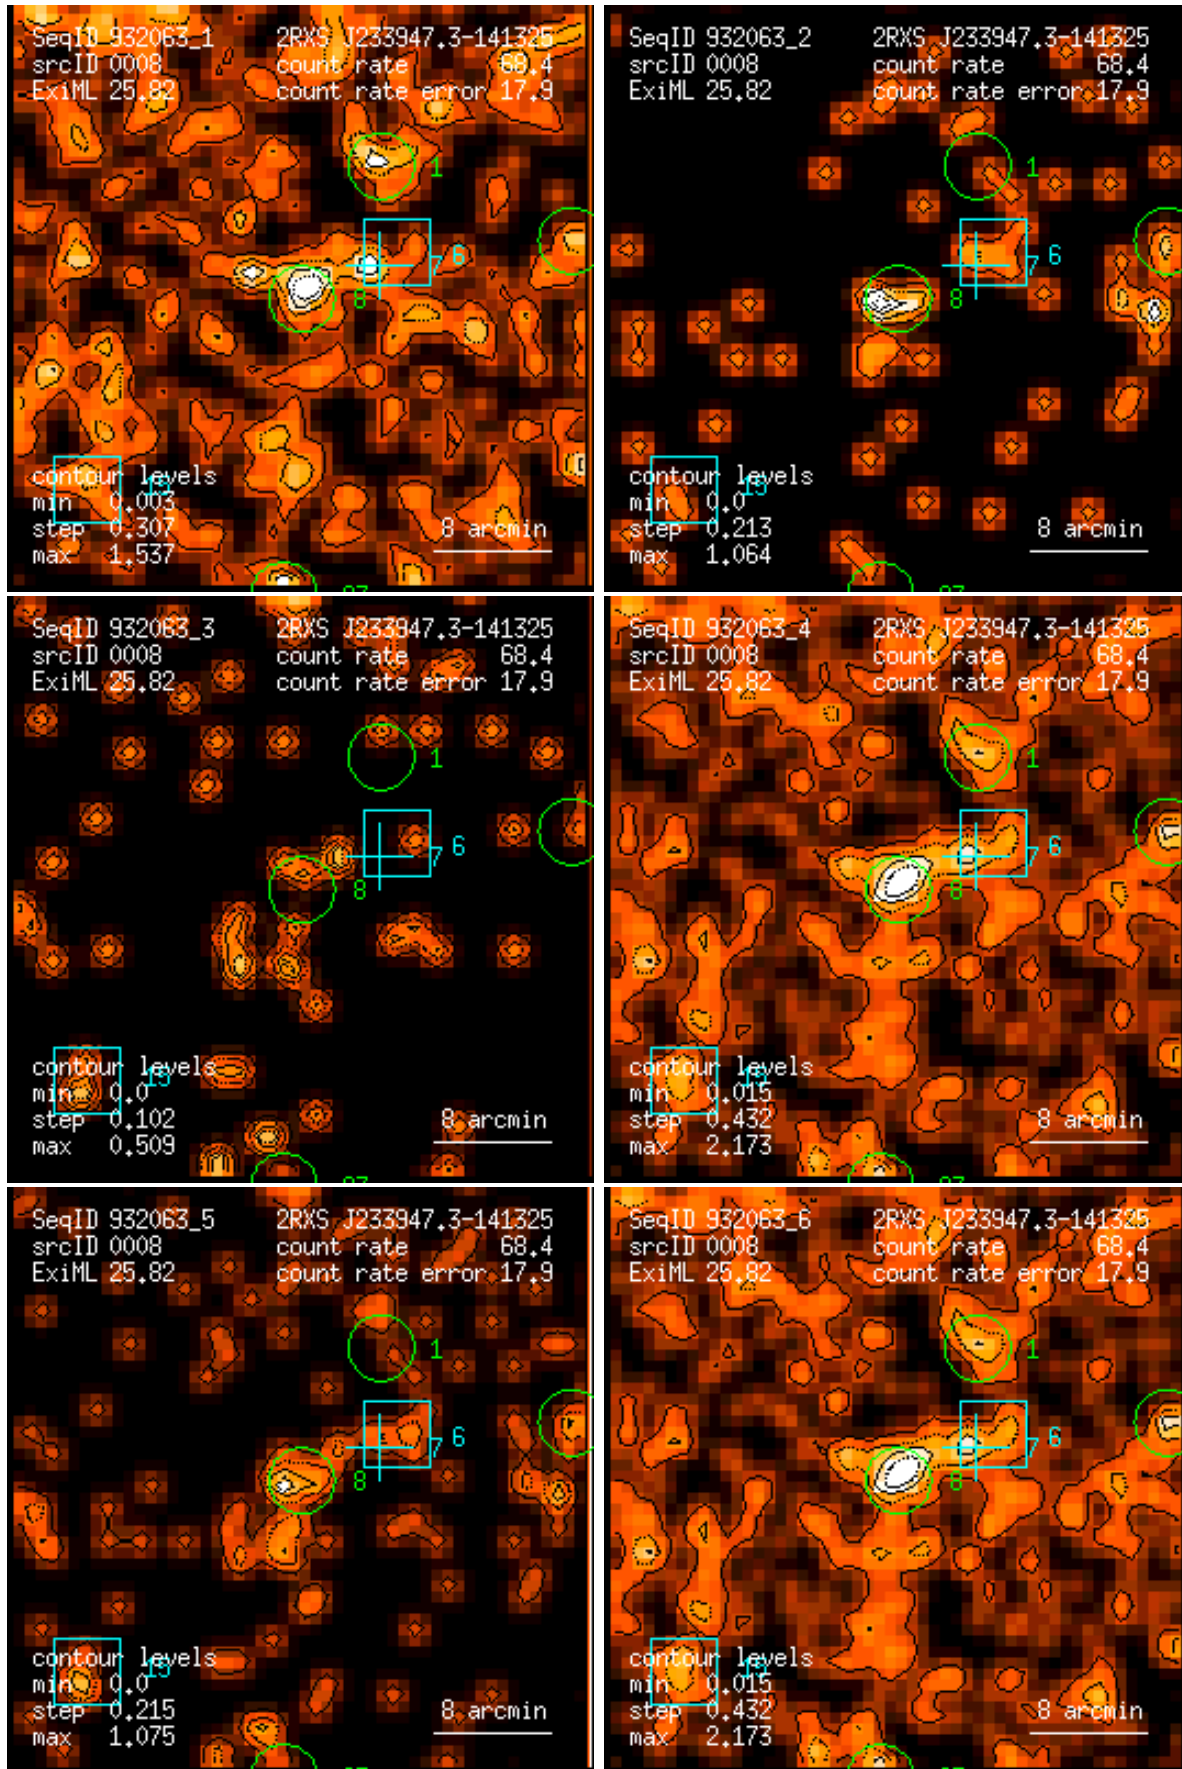 SeqID 932063_1 2RXS J233947.3-141325
srcID 0008 count rate 68.4
ExiML 25.82 count rate error 17.9
1
6
7
8
contour levels
15
min 0.003
step 0.307 8 arcmin
max 1.537
SeqID 932063_2 2RXS J233947.3-141325
srcID 0008 count rate 68.4
ExiML 25.82 count rate error 17.9
1
6
7
8
contour levels
15
min 0.0
step 0.213 8 arcmin
max 1.064
SeqID 932063_3 2RXS J233947.3-141325
srcID 0008 count rate 68.4
ExiML 25.82 count rate error 17.9
1
6
7
8
contour levels
15
min 0.0
step 0.102 8 arcmin
max 0.509
SeqID 932063_4 2RXS J233947.3-141325
srcID 0008 count rate 68.4
ExiML 25.82 count rate error 17.9
1
6
7
8
contour levels
15
min 0.015
step 0.432 8 arcmin
max 2.173
SeqID 932063_5 2RXS J233947.3-141325
srcID 0008 count rate 68.4
ExiML 25.82 count rate error 17.9
1
6
7
8
contour levels
15
min 0.0
step 0.215 8 arcmin
max 1.075
SeqID 932063_6 2RXS J233947.3-141325
srcID 0008 count rate 68.4
ExiML 25.82 count rate error 17.9
1
6
7
8
contour levels
15
min 0.015
step 0.432 8 arcmin
max 2.173